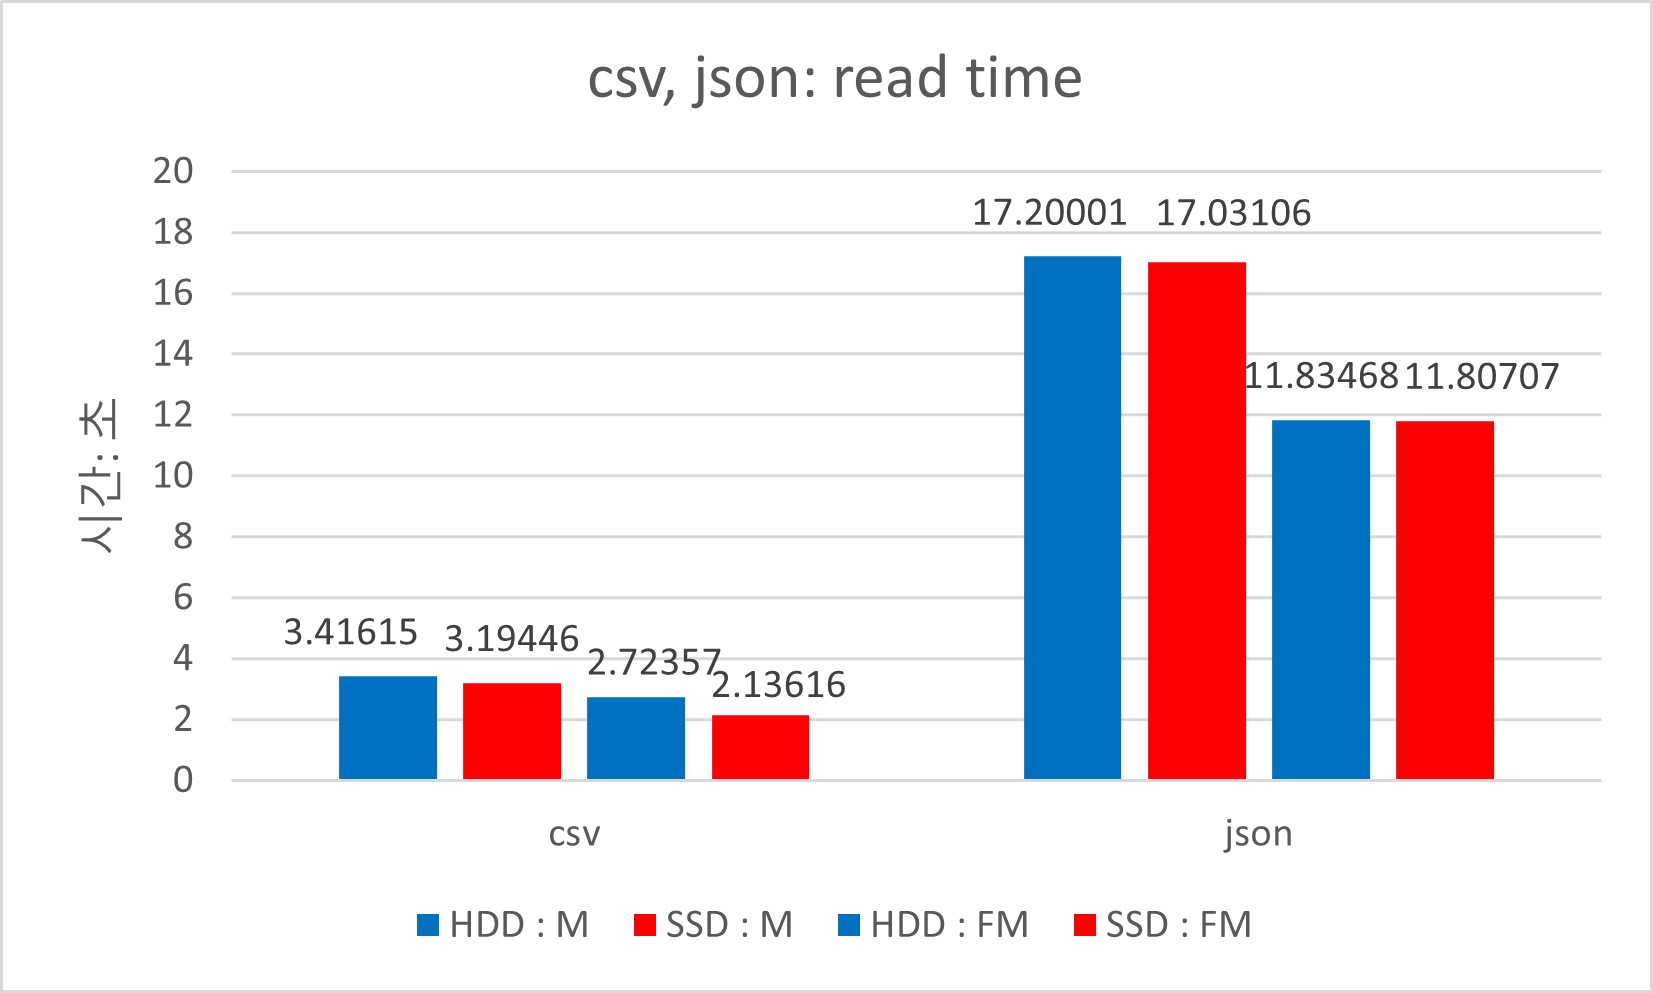 csv, json: read time
시간: 초
20
18
16
14
12
10
8
6
4
2
0
3.41615
3.19446
2.72357
2.13616
17.20001
17.03106
11.83468
11.80707
csv
json
HDD : M
SSD : M
HDD : FM
SSD : FM